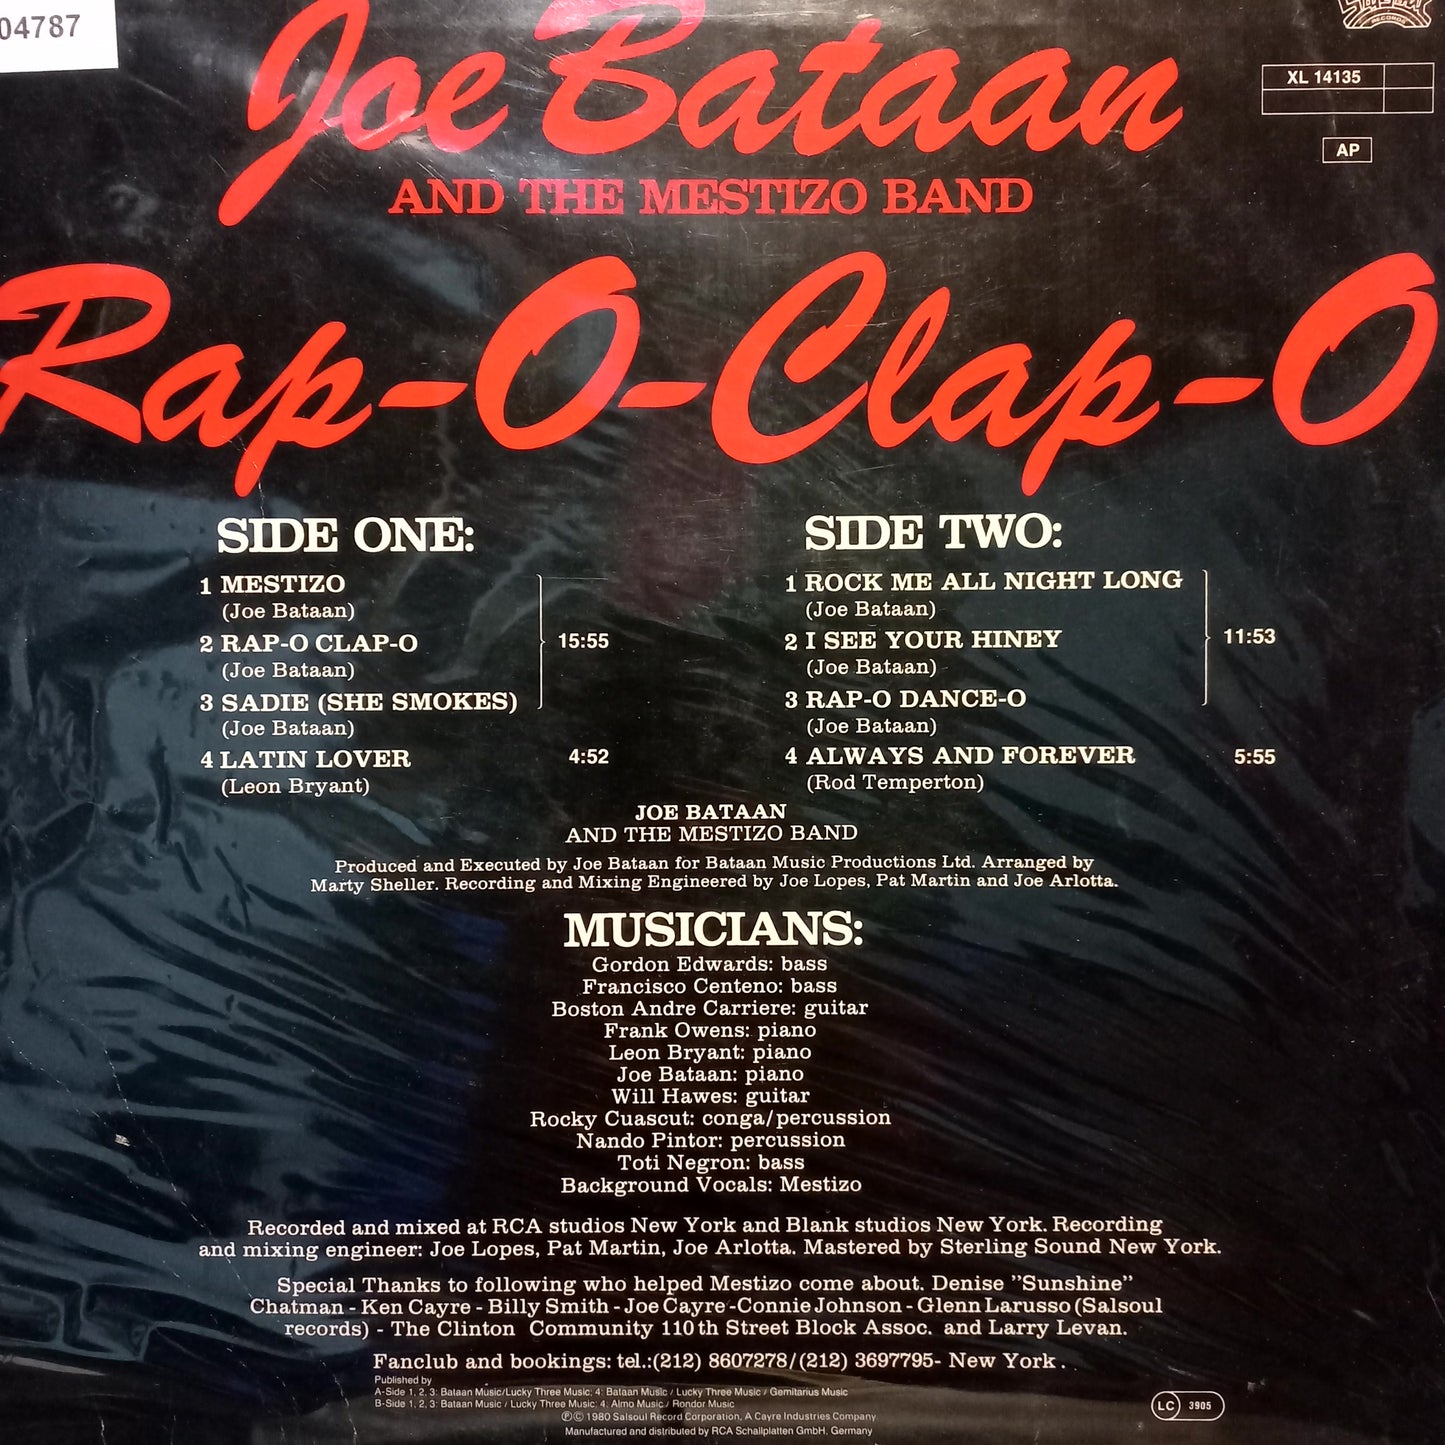 04787
RECORDS
Joe Bataan
XL 14135
AP
AND THE MESTIZO BAND
Rap-O-Clap-O
SIDE ONE:
1 MESTIZO
(Joe Bataan)
2 RAP-O CLAP-O
(Joe Bataan)
15:55
3 SADIE (SHE SMOKES)
(Joe Bataan)
4 LATIN LOVER 4:52
(Leon Bryant)
SIDE TWO:
1 ROCK ME ALL NIGHT LONG
(Joe Bataan)
2 I SEE YOUR HINEY
(Joe Bataan)
11:53
3 RAP-O DANCE-O
(Joe Bataan)
4 ALWAYS AND FOREVER 5:55
(Rod Temperton)
JOE BATAAN
AND THE MESTIZO BAND
Produced and Executed by Joe Bataan for Bataan Music Productions Ltd. Arranged by
Marty Sheller. Recording and Mixing Engineered by Joe Lopes, Pat Martin and Joe Arlotta.
MUSICIANS:
Gordon Edwards: bass
Francisco Centeno: bass
Boston Andre Carriere: guitar
Frank Owens: piano
Leon Bryant: piano
Joe Bataan: piano
Will Hawes: guitar
Rocky Cuascut: conga/percussion
Nando Pintor: percussion
Toti Negron: bass
Background Vocals: Mestizo
Recorded and mixed at RCA studios New York and Blank studios New York. Recording
and mixing engineer: Joe Lopes, Pat Martin, Joe Arlotta. Mastered by Sterling Sound New York.
Special Thanks to following who helped Mestizo come about. Denise ”Sunshine”
Chatman - Ken Cayre - Billy Smith - Joe Cayre -Connie Johnson - Glenn Larusso (Salsoul
records) - The Clinton Community 110th Street Block Assoc. and Larry Levan.
Fanclub and bookings: tel.:(212) 8607278/(212) 3697795- New York .
Published by
A-Side 1, 2, 3: Bataan Music/Lucky Three Music; 4: Bataan Music / Lucky Three Music / Gemitarius Music
B-Side 1, 2, 3: Bataan Music / Lucky Three Music; 4: Almo Music / Rondor Music
LC 3905
Ⓟ© 1980 Salsoul Record Corporation, A Cayre Industries Company
Manufactured and distributed by RCA Schallplatten GmbH, Germany